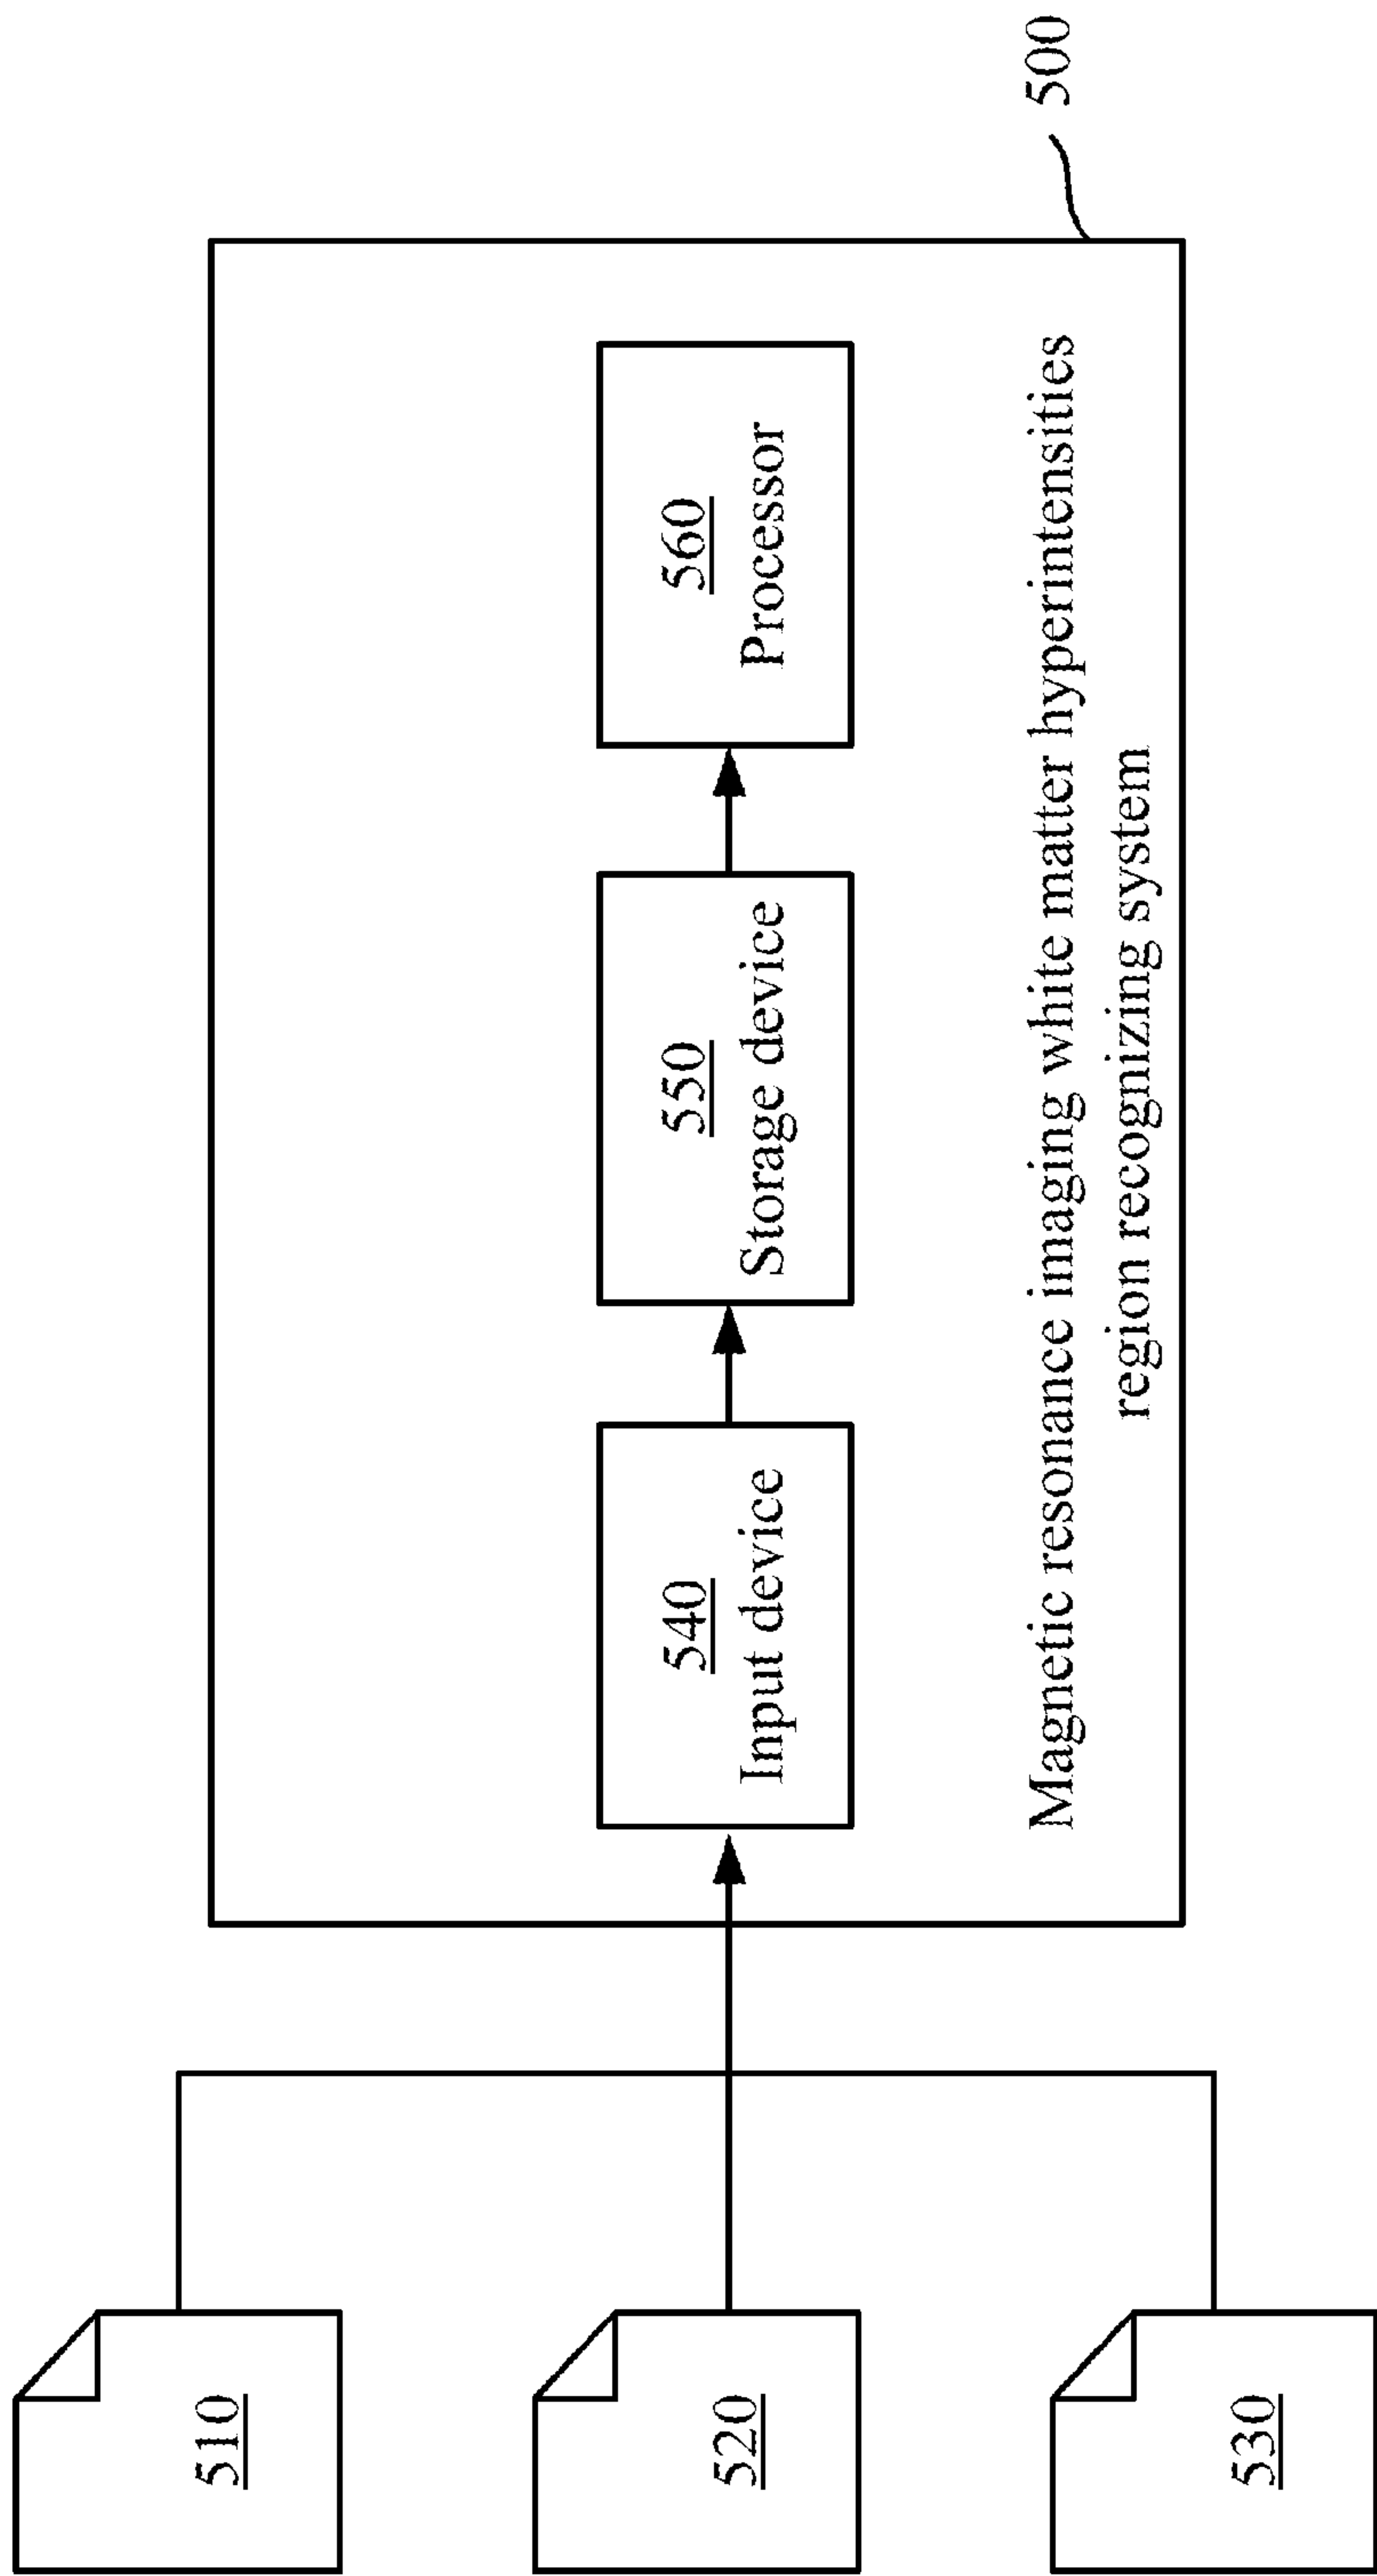 500
510
520
530
540
Input device
550
Storage device
560
Processor
Magnetic resonance imaging white matter hyperintensities
region recognizing system